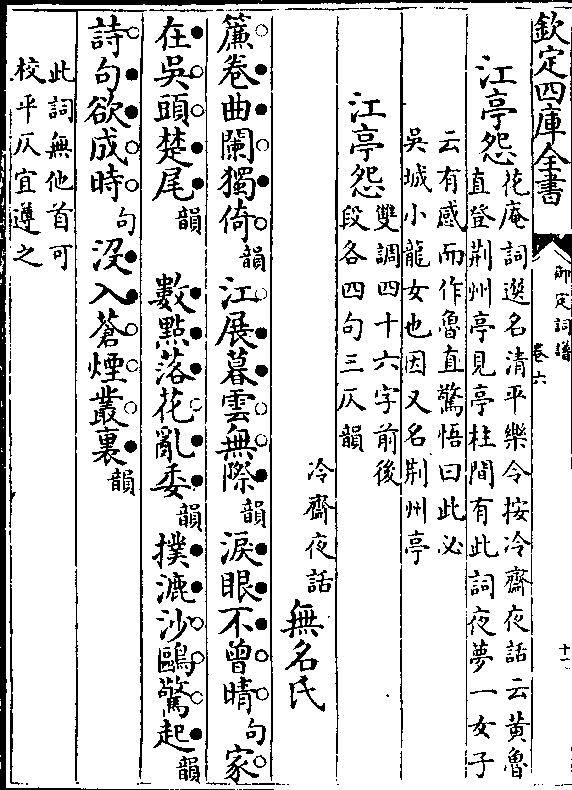 欽定四庫全書
御定詞譜
卷六
十一
江亭怨
花庵詞選名清平樂令按冷齋夜話云黃魯
直登荆州亭見亭柱間有此詞夜夢一女子
云有感而作魯直驚悟曰此必
吳城小龍女也因又名荆州亭
江亭怨
雙調四十六字前後
段各四句三仄韻
冷齋夜話 無名氏
簾卷曲闌獨倚韻 江展暮雲無際韻 淚眼不曾晴句 家
在吳頭楚尾韻 數點落花亂委韻 撲漉沙鷗驚起韻
詩句欲成時句 沒入蒼煙叢裏韻
此詞無他首可
校平仄宜遵之